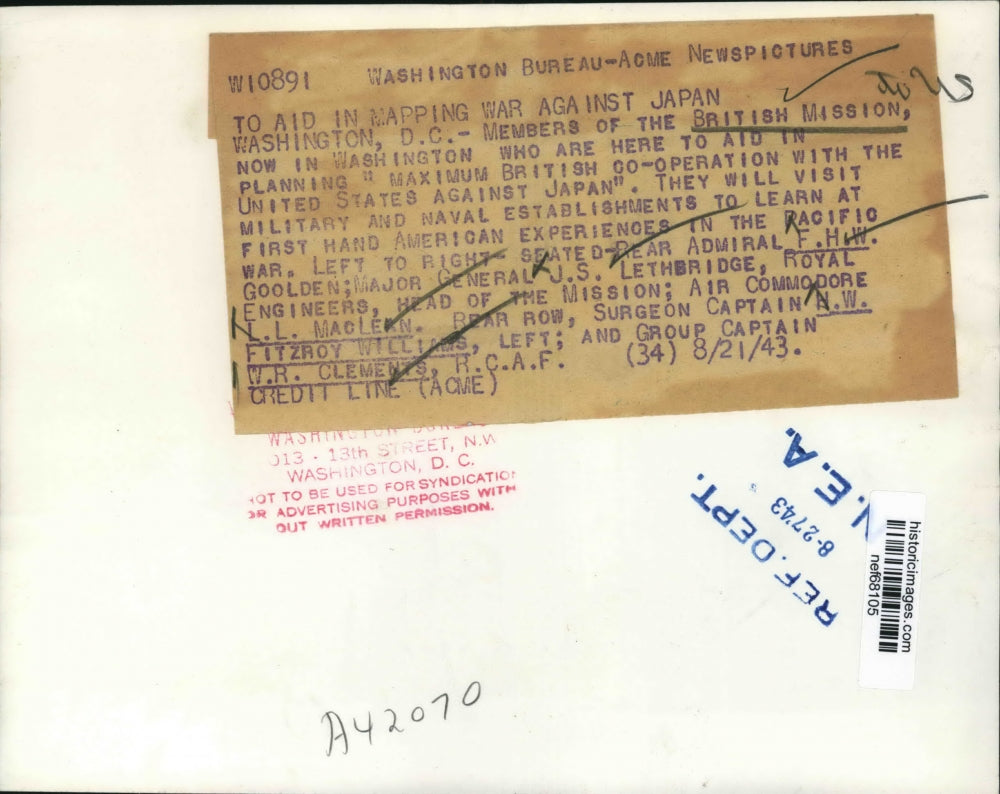 W10891 WASHINGTON BUREAU-ACME NEWSPICTURES
to US
TO AID IN MAPPING WAR AGAINST JAPAN
WASHINGTON, D.C.- MEMBERS OF THE BRITISH MISSION,
NOW IN WASHINGTON WHO ARE HERE TO AID IN
PLANNING " MAXIMUM BRITISH CO-OPERATION WITH THE
UNITED STATES AGAINST JAPAN". THEY WILL VISIT
MILITARY AND NAVAL ESTABLISHMENTS TO LEARN AT
FIRST HAND AMERICAN EXPERIENCES IN THE PACIFIC
WAR. LEFT TO RIGHT- SEATED-REAR ADMIRAL F.H.W.
GOOLDEN;MAJOR GENERAL J.S. LETHBRIDGE, ROYAL
ENGINEERS, HEAD OF THE MISSION; AIR COMMODORE
L.L. MACLEAN. REAR ROW, SURGEON CAPTAIN N.W.
FITZROY WILLIAMS, LEFT; AND GROUP CAPTAIN
W.R. CLEMENTS, R.C.A.F. (34) 8/21/43.
CREDIT LINE (ACME)
WASHINGTON
013 - 13th STREET, N.W
WASHINGTON, D. C.
NOT TO BE USED FOR SYNDICATION
OR ADVERTISING PURPOSES WITH
OUT WRITTEN PERMISSION.
N.E.A.
8-27'43
REF. DEPT.
historicimages.com
nef68105
A42070